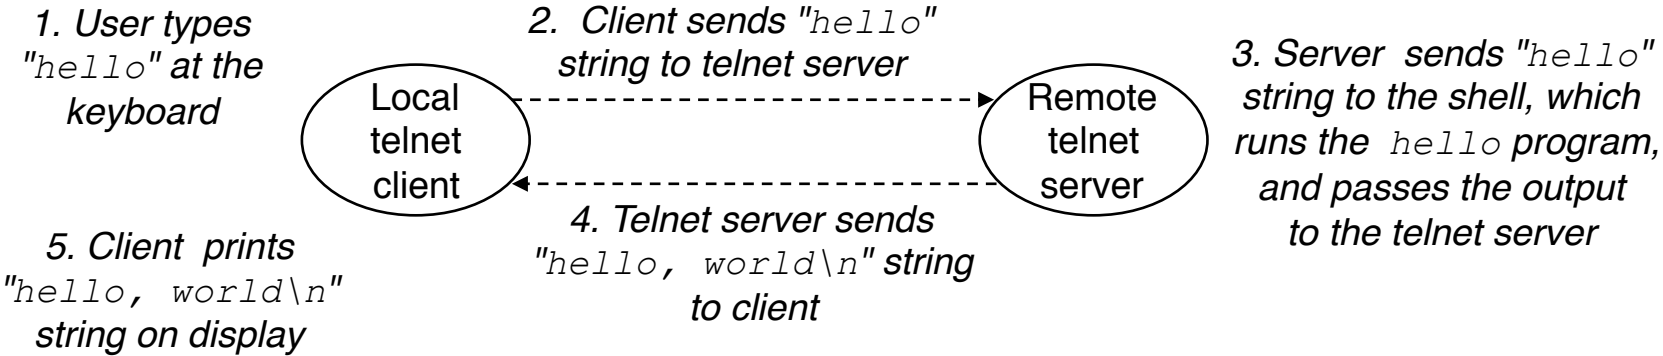 1. User types
"hello" at the
keyboard
2. Client sends "hello"
string to telnet server
Local
telnet
client
Remote
telnet
server
3. Server sends "hello"
string to the shell, which
runs the hello program,
and passes the output
to the telnet server
4. Telnet server sends
"hello, world\n" string
to client
5. Client prints
"hello, world\n"
string on display